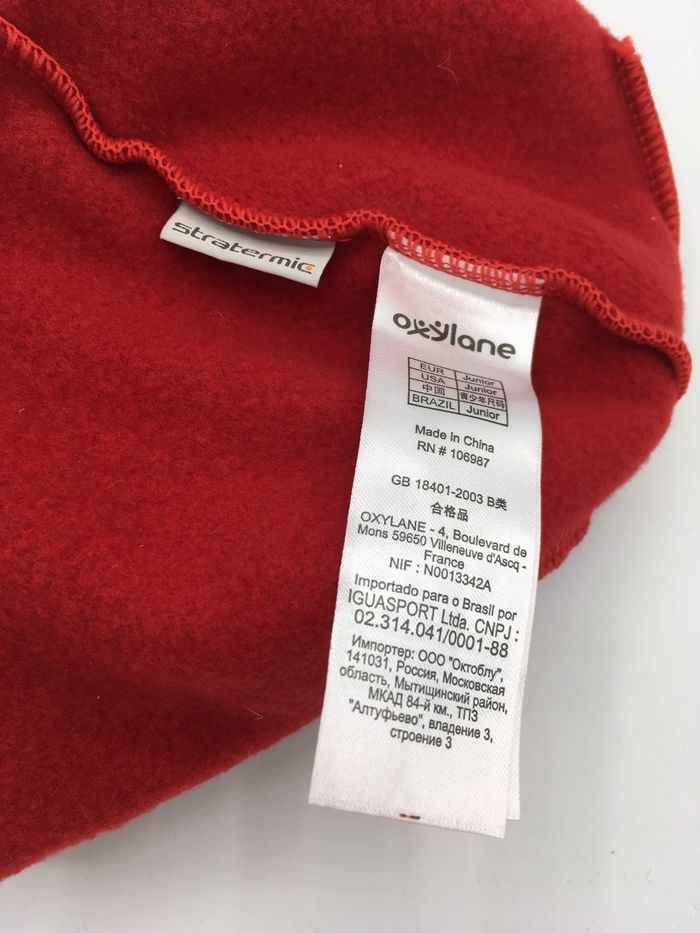 stratermic
oxylane
EUR Junior
USA Junior
中国 青少年尺码
BRAZIL Junior
Made in China
RN # 106987
GB 18401-2003 B类
合格品
OXYLANE - 4, Boulevard de
Mons 59650 Villeneuve d'Ascq -
France
NIF : N0013342A
Importado para o Brasil por
IGUASPORT Ltda. CNPJ :
02.314.041/0001-88
Импортер: ООО "Октоблу",
141031, Россия, Московская
область, Мытищинский район,
МКАД 84-й км., ТПЗ
"Алтуфьево", владение 3,
строение 3